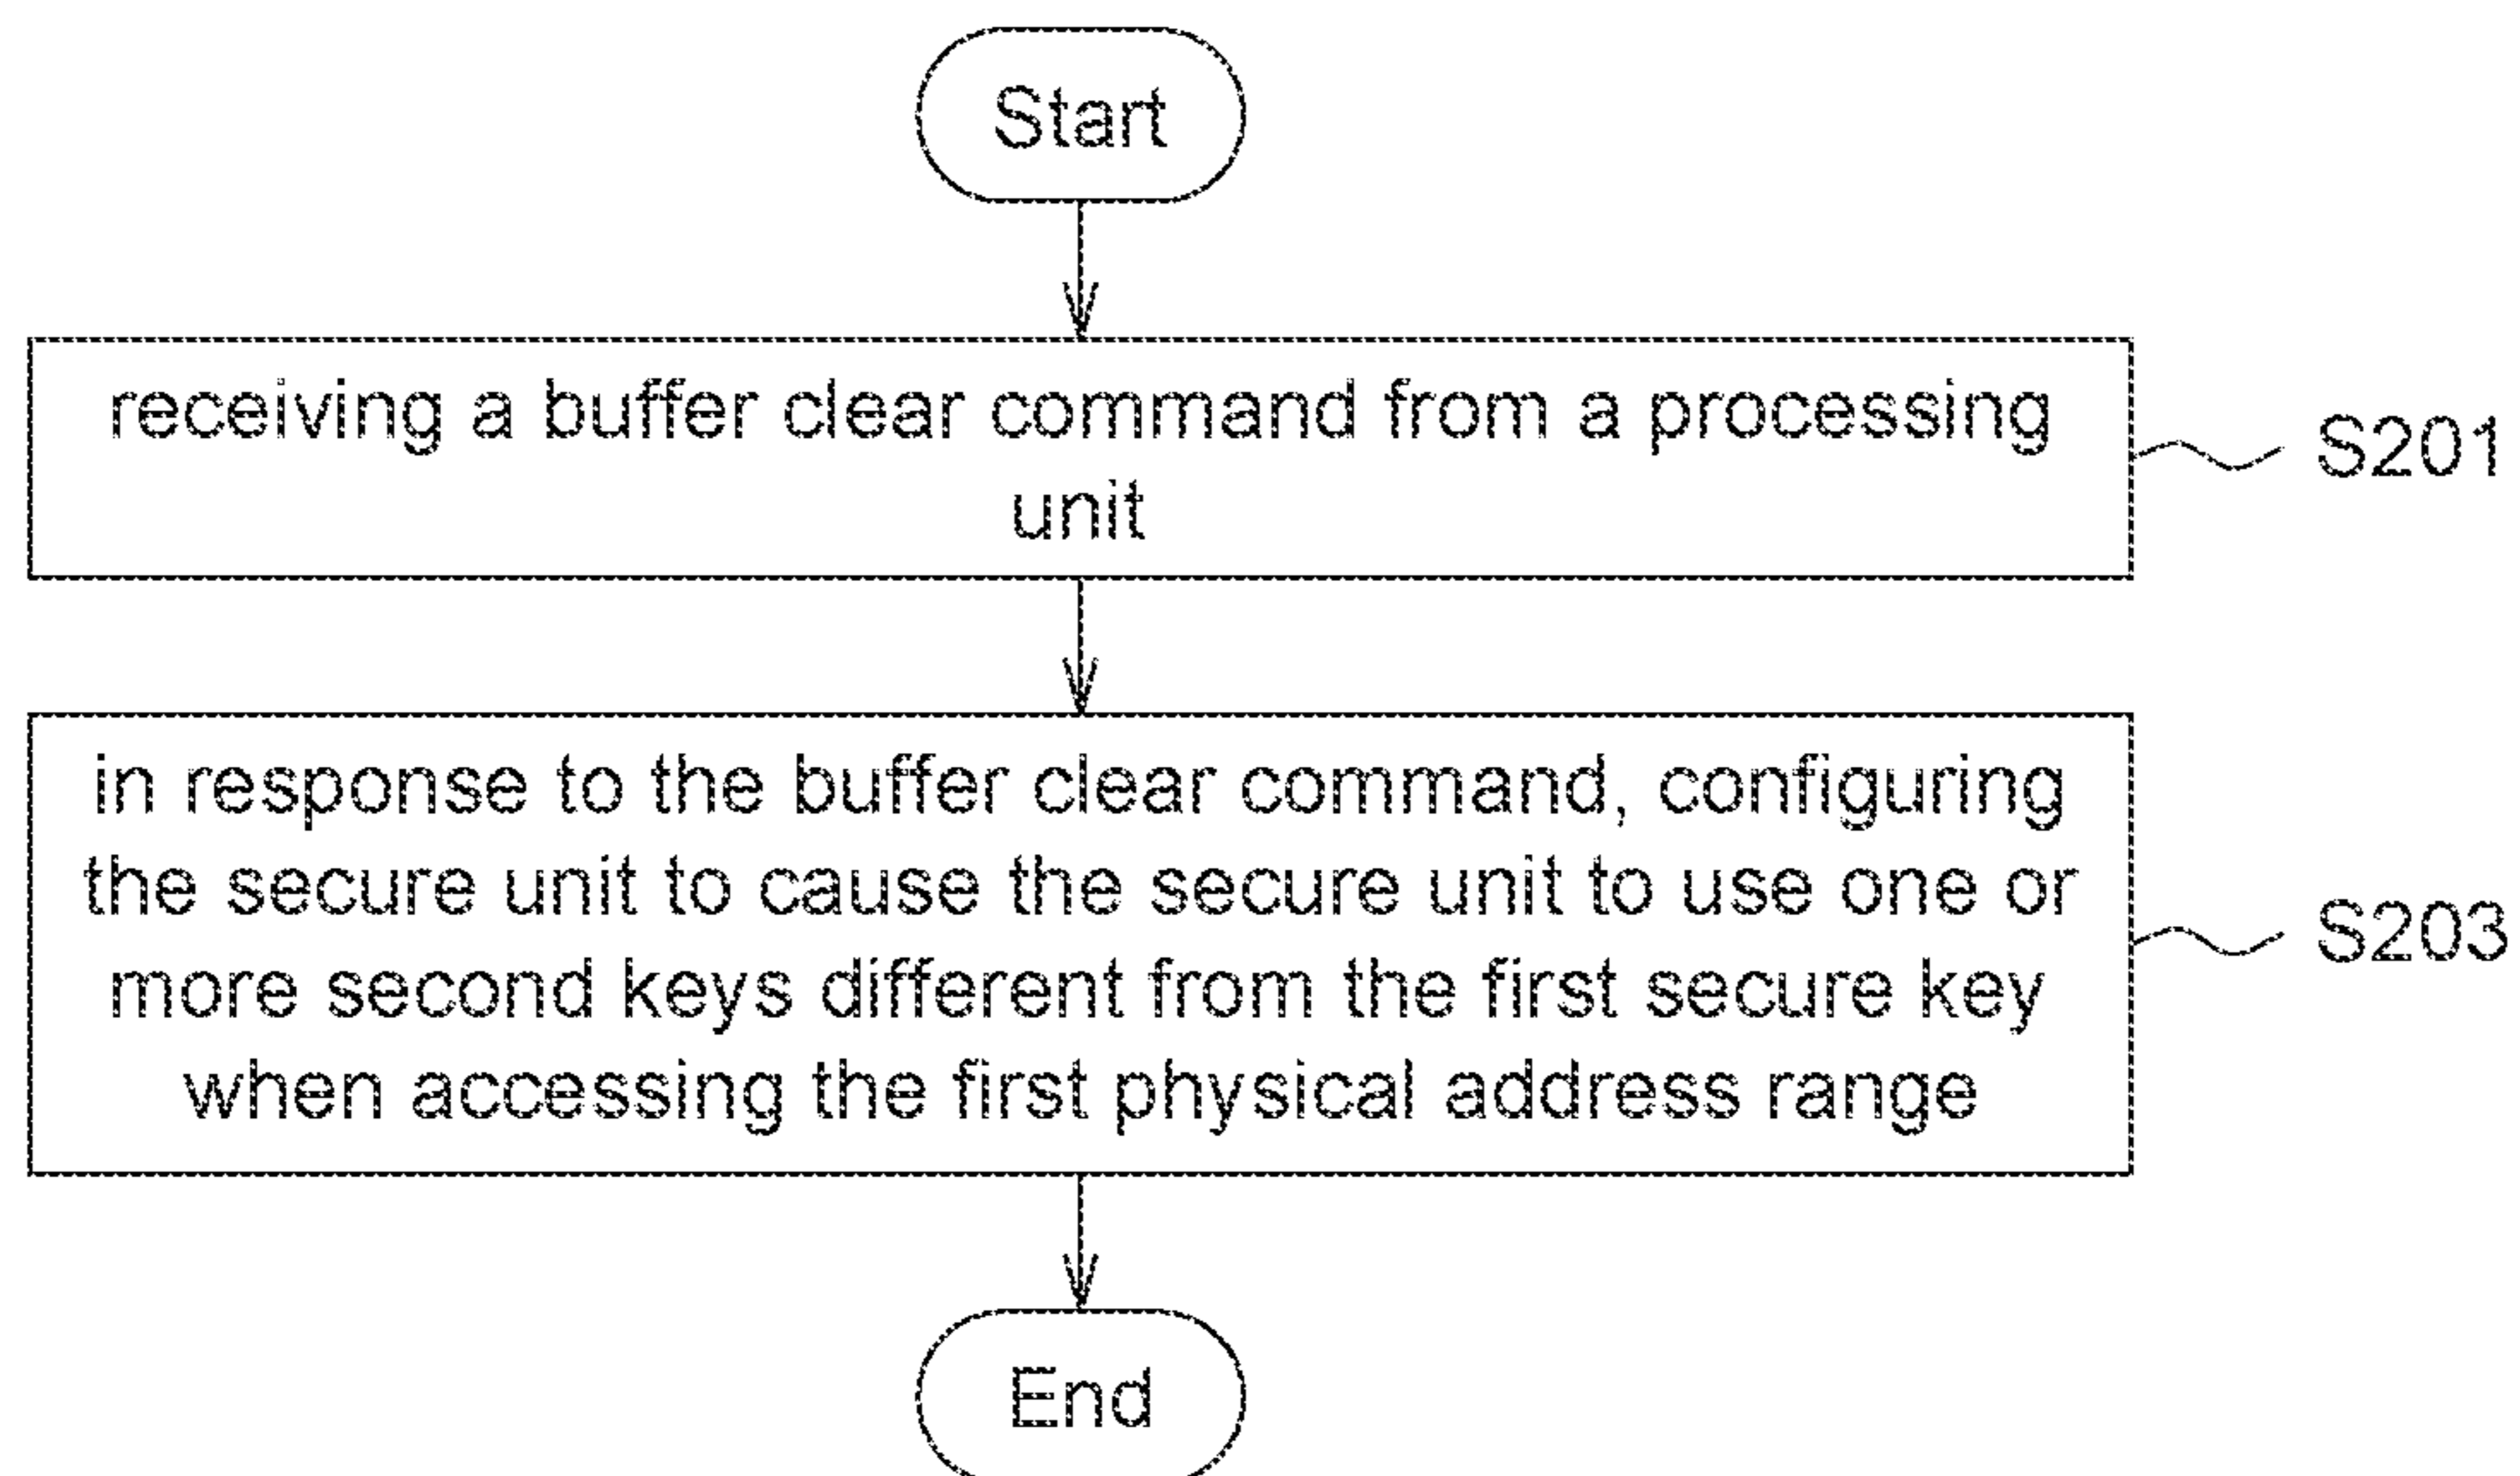 Start
receiving a buffer clear command from a processing
unit
S201
in response to the buffer clear command, configuring
the secure unit to cause the secure unit to use one or
more second keys different from the first secure key
when accessing the first physical address range
S203
End